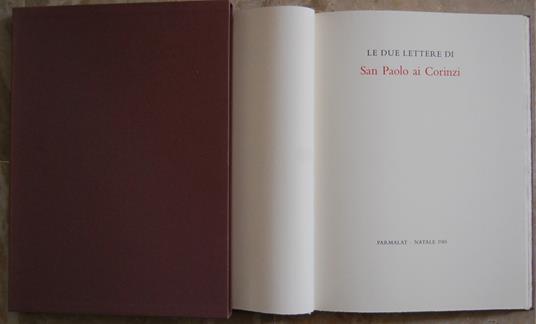 LE DUE LETTERE DI
San Paolo ai Corinzi
PARMALAT - NATALE